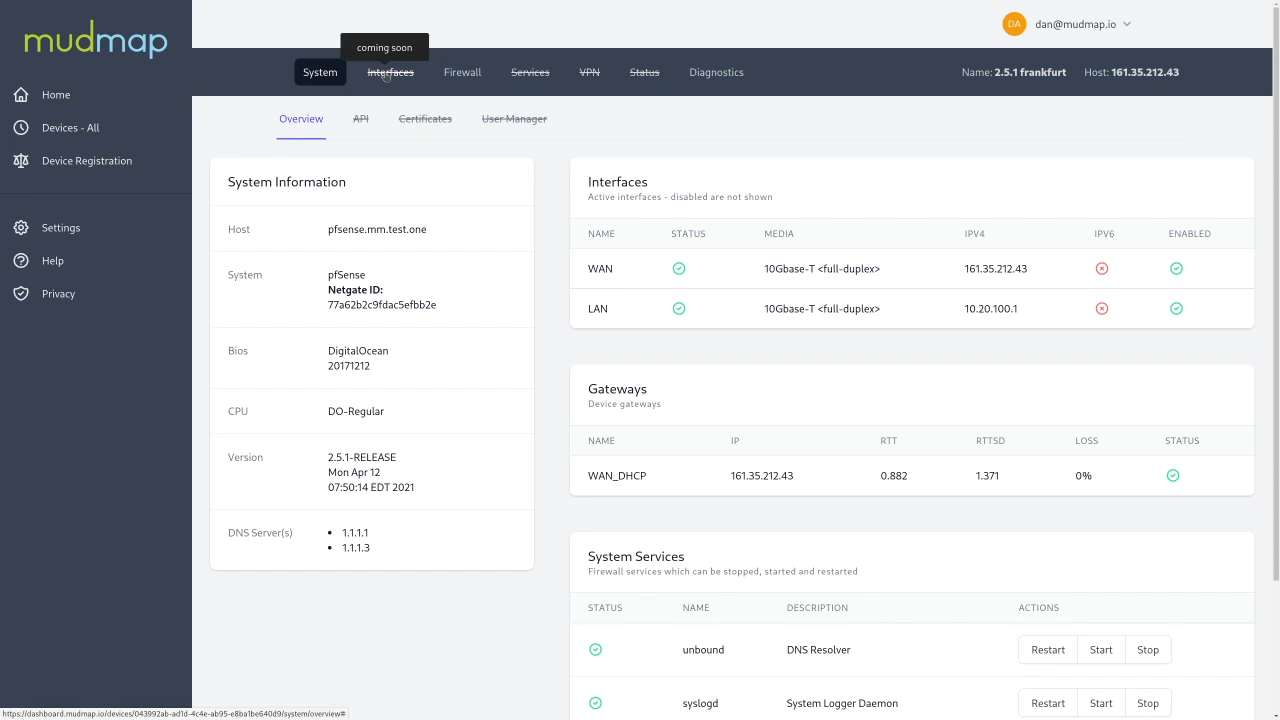 mudmap
Home
Devices - All
Device Registration
Settings
Help
Privacy
DA dan@mudmap.io
coming soon
System Interfaces Firewall Services VPN Status Diagnostics Name: 2.5.1 frankfurt Host: 161.35.212.43
Overview API Certificates User Manager
System Information
Host pfsense.mm.test.one
System pfSense
Netgate ID:
77a62b2c9fdac5efbb2e
Bios DigitalOcean
20171212
CPU DO-Regular
Version 2.5.1-RELEASE
Mon Apr 12
07:50:14 EDT 2021
DNS Server(s) • 1.1.1.1
• 1.1.1.3
Interfaces
Active interfaces - disabled are not shown
NAME STATUS MEDIA IPV4 IPV6 ENABLED
WAN 10Gbase-T <full-duplex> 161.35.212.43
LAN 10Gbase-T <full-duplex> 10.20.100.1
Gateways
Device gateways
NAME IP RTT RTTSD LOSS STATUS
WAN_DHCP 161.35.212.43 0.882 1.371 0%
System Services
Firewall services which can be stopped, started and restarted
STATUS NAME DESCRIPTION ACTIONS
unbound DNS Resolver Restart Start Stop
syslogd System Logger Daemon Restart Start Stop
https://dashboard.mudmap.io/devices/043992ab-ad1d-4c4e-ab95-e8ba1be640d9/system/overview#